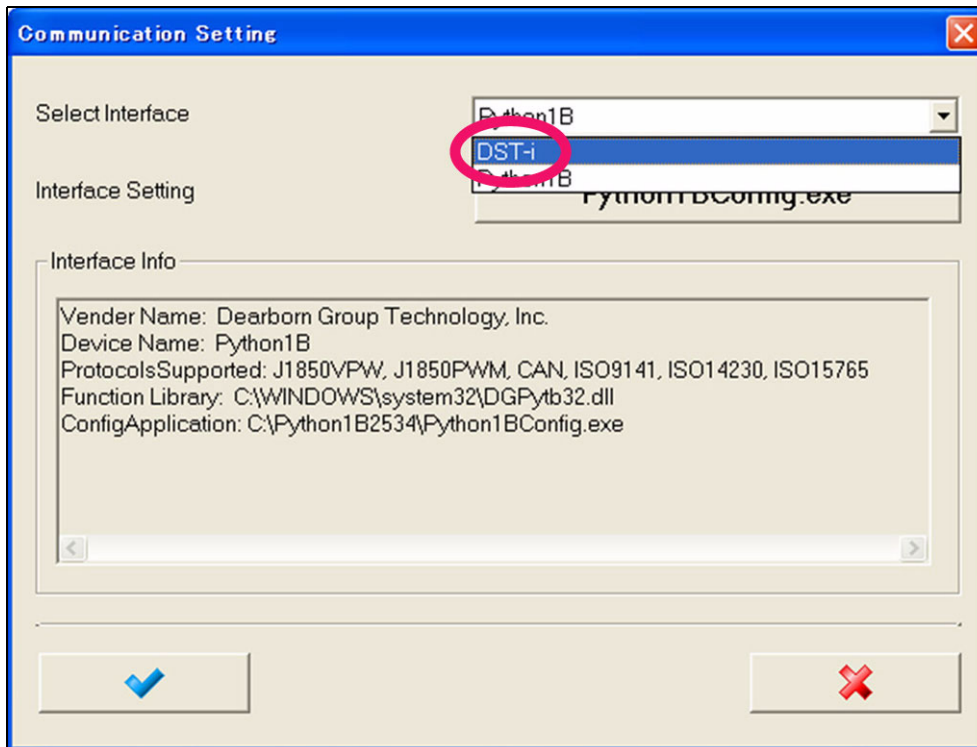 Communication Setting
Select Interface
Python1B
DST-i
Python1B
Interface Setting
Python1BConfig.exe
Interface Info
Vender Name: Dearborn Group Technology, Inc.
Device Name: Python1B
ProtocolsSupported: J1850VPW, J1850PWM, CAN, ISO9141, ISO14230, ISO15765
Function Library: C:\WINDOWS\system32\DGPytb32.dll
ConfigApplication: C:\Python1B2534\Python1BConfig.exe